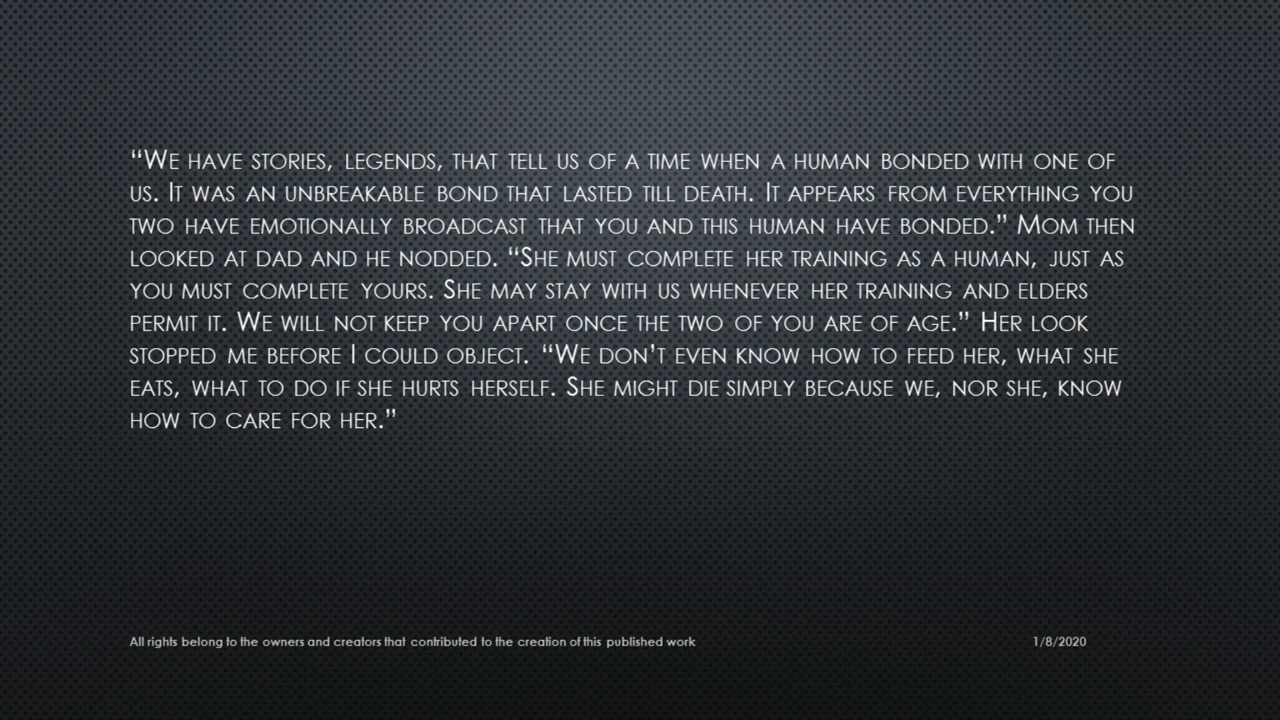 “We have stories, legends, that tell us of a time when a human bonded with one of
us. It was an unbreakable bond that lasted till death. It appears from everything you
two have emotionally broadcast that you and this human have bonded.” Mom then
looked at dad and he nodded. “She must complete her training as a human, just as
you must complete yours. She may stay with us whenever her training and elders
permit it. We will not keep you apart once the two of you are of age.” Her look
stopped me before I could object. “We don’t even know how to feed her, what she
eats, what to do if she hurts herself. She might die simply because we, nor she, know
how to care for her.”
All rights belong to the owners and creators that contributed to the creation of this published work
1/8/2020